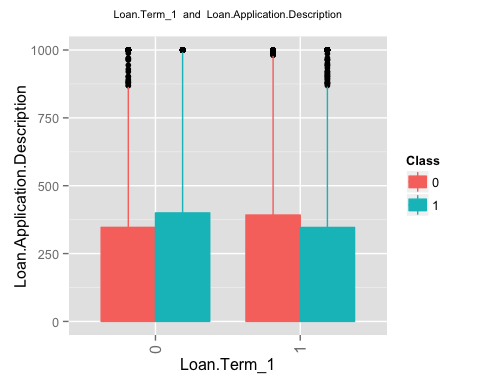 Loan.Term_1 and Loan.Application.Description
1000
750
500
250
0
Loan.Application.Description
0
1
Loan.Term_1
Class
0
1